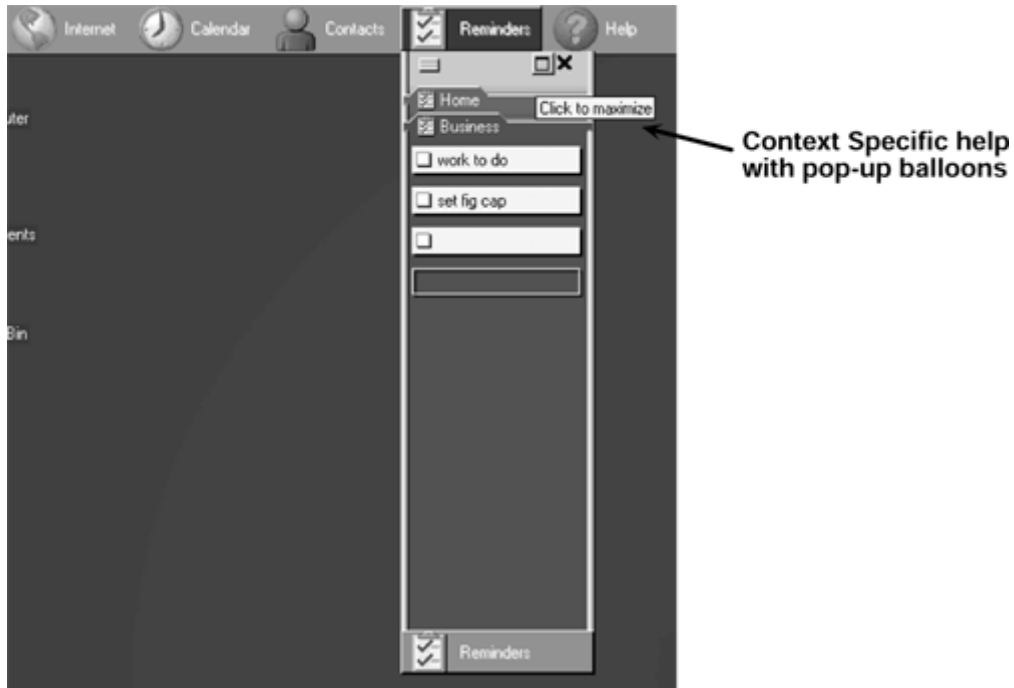 Internet Calendar Contacts Reminders Help
Home
Click to maximize
uter
Business
Context Specific help
with pop-up balloons
work to do
set fig cap
ents
Bin
Reminders